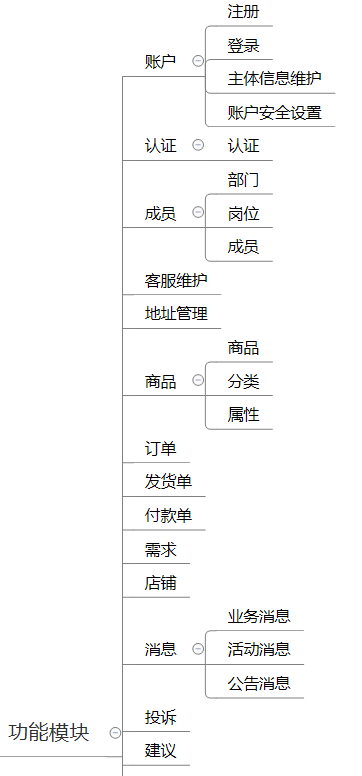 注册
登录
账户
主体信息维护
账户安全设置
认证
认证
部门
成员
岗位
成员
客服维护
地址管理
商品
商品
分类
属性
订单
发货单
付款单
需求
店铺
业务消息
消息
活动消息
公告消息
投诉
功能模块
建议